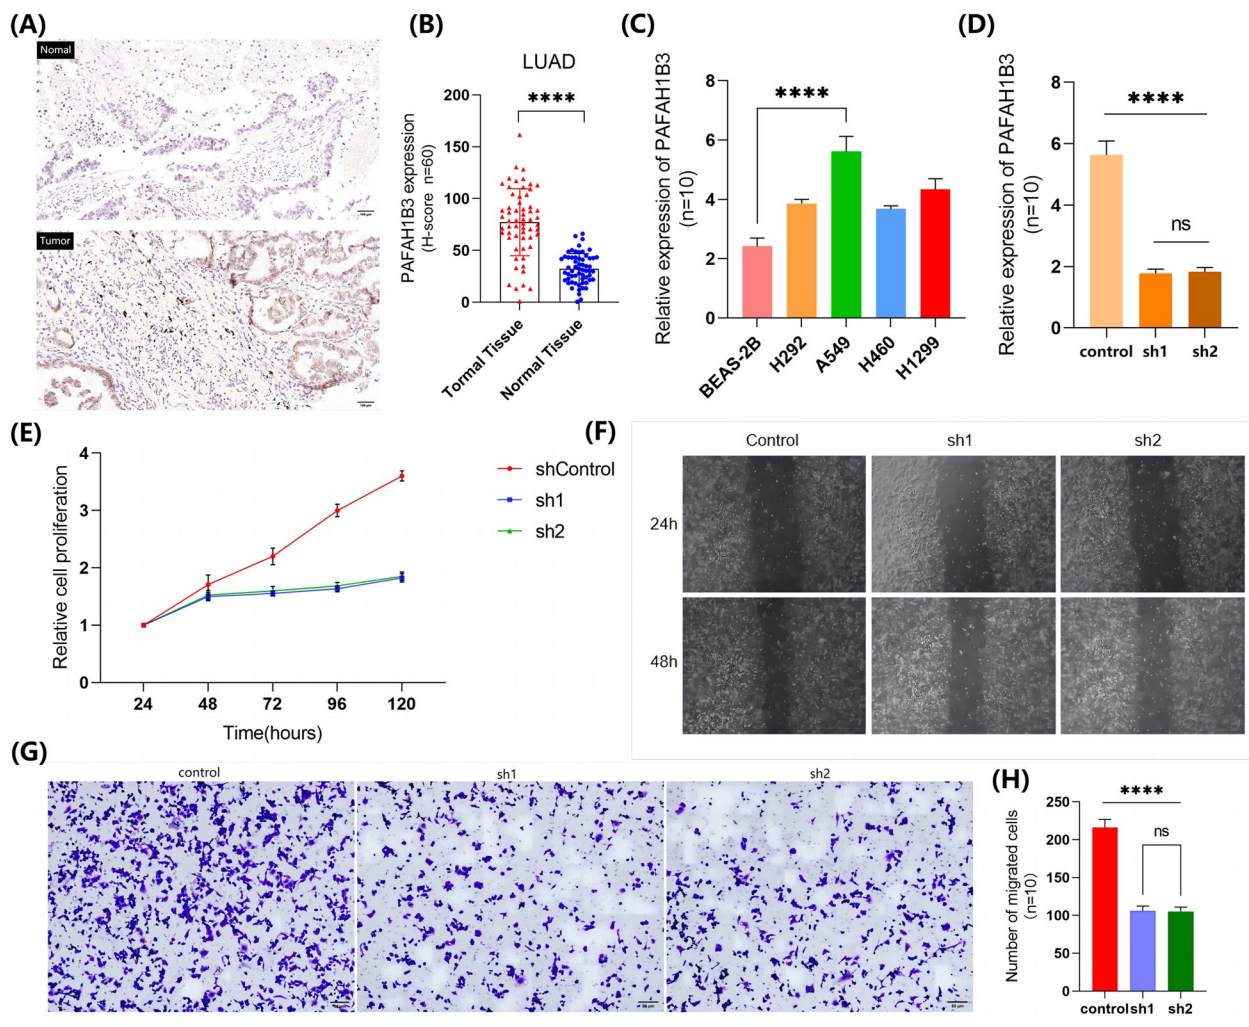 (A)
Nomal
100 μm
Tumor
100 μm
(B)
LUAD
PAFAH1B3 expression
(H-score n=60)
200
150
100
50
0
****
Tormal Tissue
Normal Tissue
(C)
Relative expression of PAFAH1B3
(n=10)
8
6
4
2
0
****
BEAS-2B
H292
A549
H460
H1299
(D)
Relative expression of PAFAH1B3
(n=10)
8
6
4
2
0
****
ns
control sh1 sh2
(E)
Relative cell proliferation
4
3
2
1
0
24 48 72 96 120
Time(hours)
shControl
sh1
sh2
(F)
Control sh1 sh2
24h
48h
(G)
control sh1 sh2
(H)
Number of migrated cells
(n=10)
250
200
150
100
50
0
****
ns
control sh1 sh2